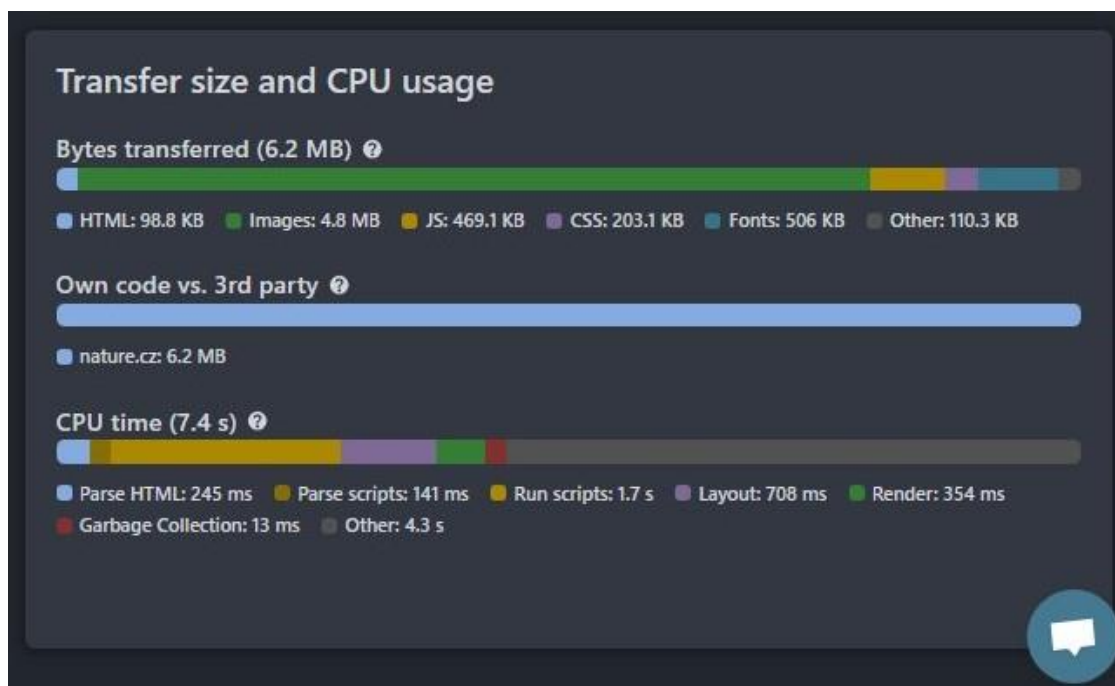 Transfer size and CPU usage
Bytes transferred (6.2 MB) ?
HTML: 98.8 KB Images: 4.8 MB JS: 469.1 KB CSS: 203.1 KB Fonts: 506 KB Other: 110.3 KB
Own code vs. 3rd party ?
nature.cz: 6.2 MB
CPU time (7.4 s) ?
Parse HTML: 245 ms Parse scripts: 141 ms Run scripts: 1.7 s Layout: 708 ms Render: 354 ms
Garbage Collection: 13 ms Other: 4.3 s